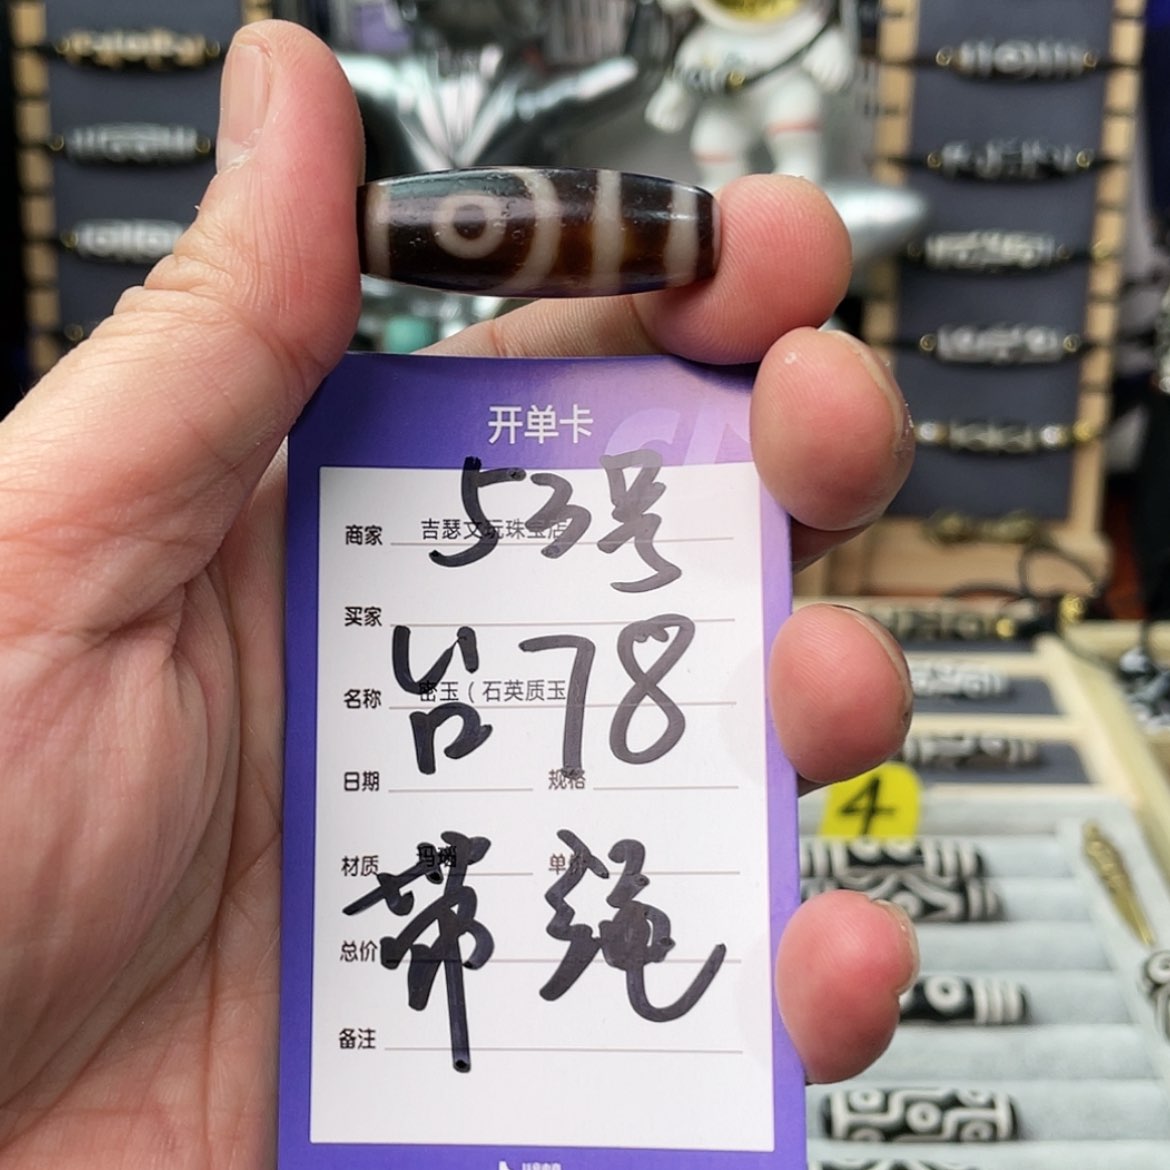 开单卡
53号
商家 吉瑟文玩珠宝店
买家
台78
名称 密玉（石英质玉
日期 规格
材质 玛瑙 单价
带绳
总价
备注
4